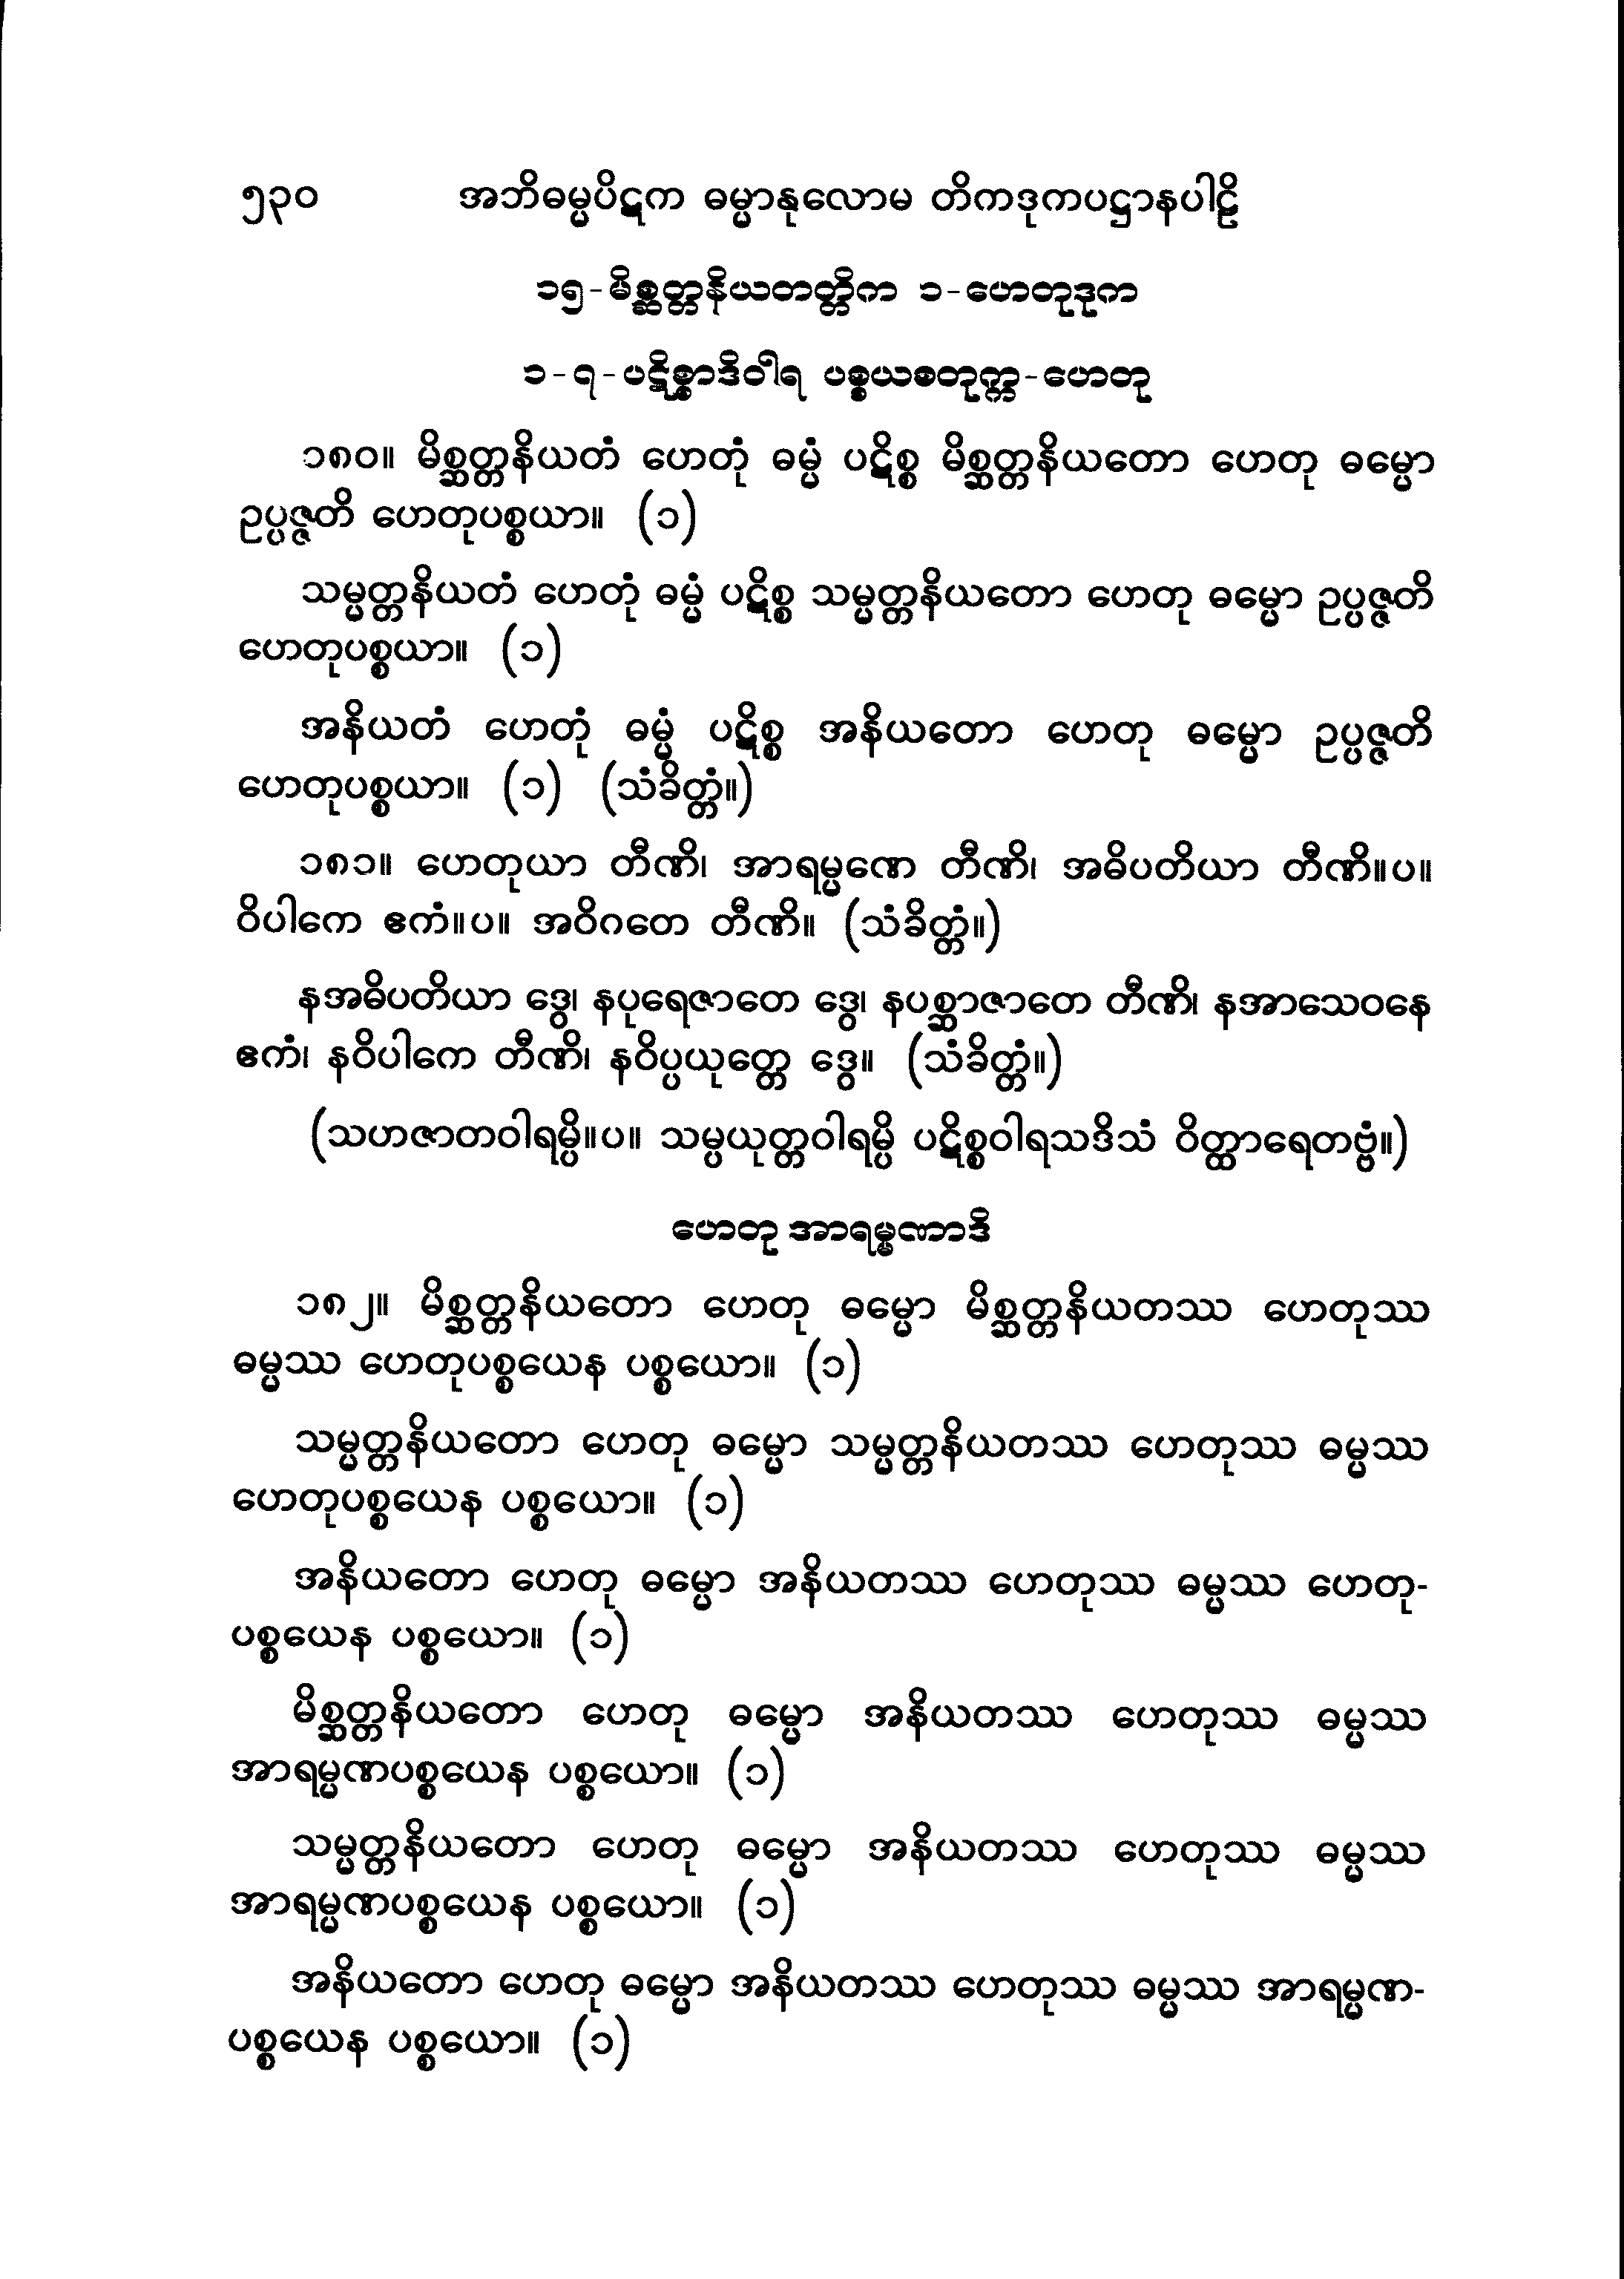 ၅၃၀ အဘိဓမ္မပိဋက ဓမ္မာနုလောမ တိကဒုကပဋ္ဌာနပါဠိ
၁၅-မိစ္ဆတ္တနိယတတ္တိက ၁-ဟေတုဒုက
၁-၇-ပဋိစ္စာဒိဝါရ ပစ္စယစတုက္က-ဟေတု
၁၈၀။ မိစ္ဆတ္တနိယတံ ဟေတုံ ဓမ္မံ ပဋိစ္စ မိစ္ဆတ္တနိယတော ဟေတု ဓမ္မော
ဥပ္ပဇ္ဇတိ ဟေတုပစ္စယာ။ (၁)
သမ္မတ္တနိယတံ ဟေတုံ ဓမ္မံ ပဋိစ္စ သမ္မတ္တနိယတော ဟေတု ဓမ္မော ဥပ္ပဇ္ဇတိ
ဟေတုပစ္စယာ။ (၁)
အနိယတံ ဟေတုံ ဓမ္မံ ပဋိစ္စ အနိယတော ဟေတု ဓမ္မော ဥပ္ပဇ္ဇတိ
ဟေတုပစ္စယာ။ (၁) (သံခိတ္တံ။)
၁၈၁။ ဟေတုယာ တီဏိ၊ အာရမ္မဏေ တီဏိ၊ အဓိပတိယာ တီဏိ။ပ။
ဝိပါကေ ဧကံ။ပ။ အဝိဂတေ တီဏိ။ (သံခိတ္တံ။)
နအဓိပတိယာ ဒွေ၊ နပုရေဇာတေ ဒွေ၊ နပစ္ဆာဇာတေ တီဏိ၊ နအာသေဝနေ
ဧကံ၊ နဝိပါကေ တီဏိ၊ နဝိပ္ပယုတ္တေ ဒွေ။ (သံခိတ္တံ။)
(သဟဇာတဝါရမ္ပိ။ပ။ သမ္ပယုတ္တဝါရမ္ပိ ပဋိစ္စဝါရသဒိသံ ဝိတ္ထာရေတဗ္ဗံ။)
ဟေတု အာရမ္မဏာဒိ
၁၈၂။ မိစ္ဆတ္တနိယတော ဟေတု ဓမ္မော မိစ္ဆတ္တနိယတဿ ဟေတုဿ
ဓမ္မဿ ဟေတုပစ္စယေန ပစ္စယော။ (၁)
သမ္မတ္တနိယတော ဟေတု ဓမ္မော သမ္မတ္တနိယတဿ ဟေတုဿ ဓမ္မဿ
ဟေတုပစ္စယေန ပစ္စယော။ (၁)
အနိယတော ဟေတု ဓမ္မော အနိယတဿ ဟေတုဿ ဓမ္မဿ ဟေတု-
ပစ္စယေန ပစ္စယော။ (၁)
မိစ္ဆတ္တနိယတော ဟေတု ဓမ္မော အနိယတဿ ဟေတုဿ ဓမ္မဿ
အာရမ္မဏပစ္စယေန ပစ္စယော။ (၁)
သမ္မတ္တနိယတော ဟေတု ဓမ္မော အနိယတဿ ဟေတုဿ ဓမ္မဿ
အာရမ္မဏပစ္စယေန ပစ္စယော။ (၁)
အနိယတော ဟေတု ဓမ္မော အနိယတဿ ဟေတုဿ ဓမ္မဿ အာရမ္မဏ-
ပစ္စယေန ပစ္စယော။ (၁)